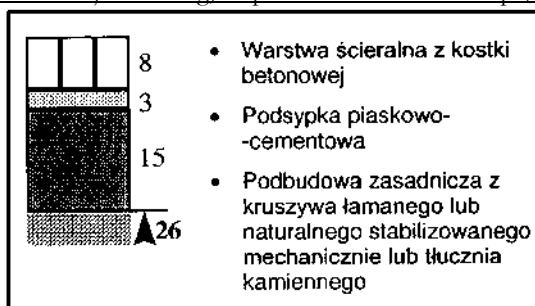 8
3
15
26
• Warstwa ścieralna z kostki
betonowej
• Podsypka piaskowo-
-cementowa
• Podbudowa zasadnicza z
kruszywa łamanego lub
naturalnego stabilizowanego
mechanicznie lub tłucznia
kamiennego